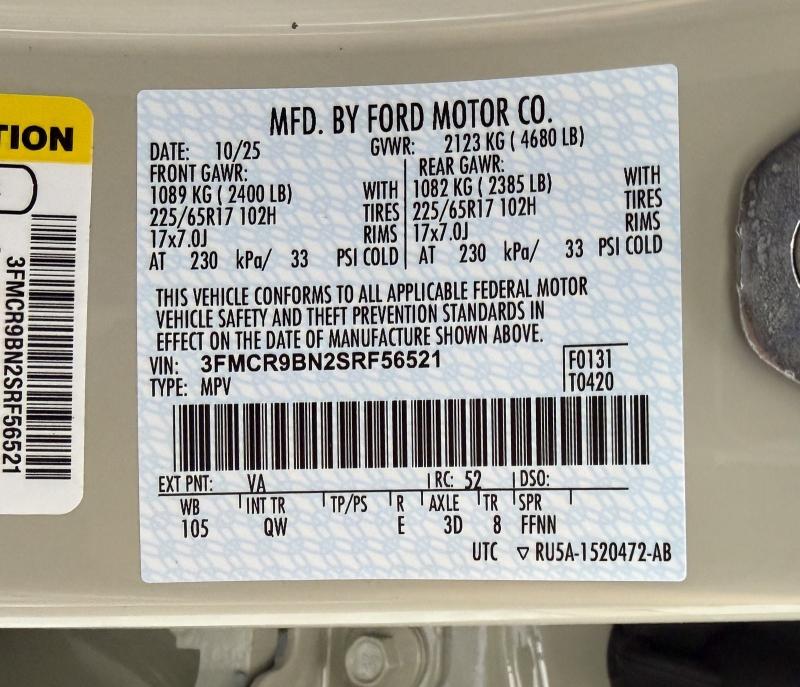 TION
3FMCR9BN2SRF56521
MFD. BY FORD MOTOR CO.
DATE: 10/25 GVWR: 2123 KG ( 4680 LB)
FRONT GAWR: REAR GAWR:
1089 KG ( 2400 LB) WITH 1082 KG ( 2385 LB) WITH
225/65R17 102H TIRES 225/65R17 102H TIRES
17x7.0J RIMS 17x7.0J RIMS
AT 230 kPa/ 33 PSI COLD AT 230 kPa/ 33 PSI COLD
THIS VEHICLE CONFORMS TO ALL APPLICABLE FEDERAL MOTOR
VEHICLE SAFETY AND THEFT PREVENTION STANDARDS IN
EFFECT ON THE DATE OF MANUFACTURE SHOWN ABOVE.
VIN: 3FMCR9BN2SRF56521 F0131
TYPE: MPV T0420
EXT PNT: VA RC: 52 DSO:
WB INT TR TP/PS R AXLE TR SPR
105 QW E 3D 8 FFNN
UTC ▽ RU5A-1520472-AB